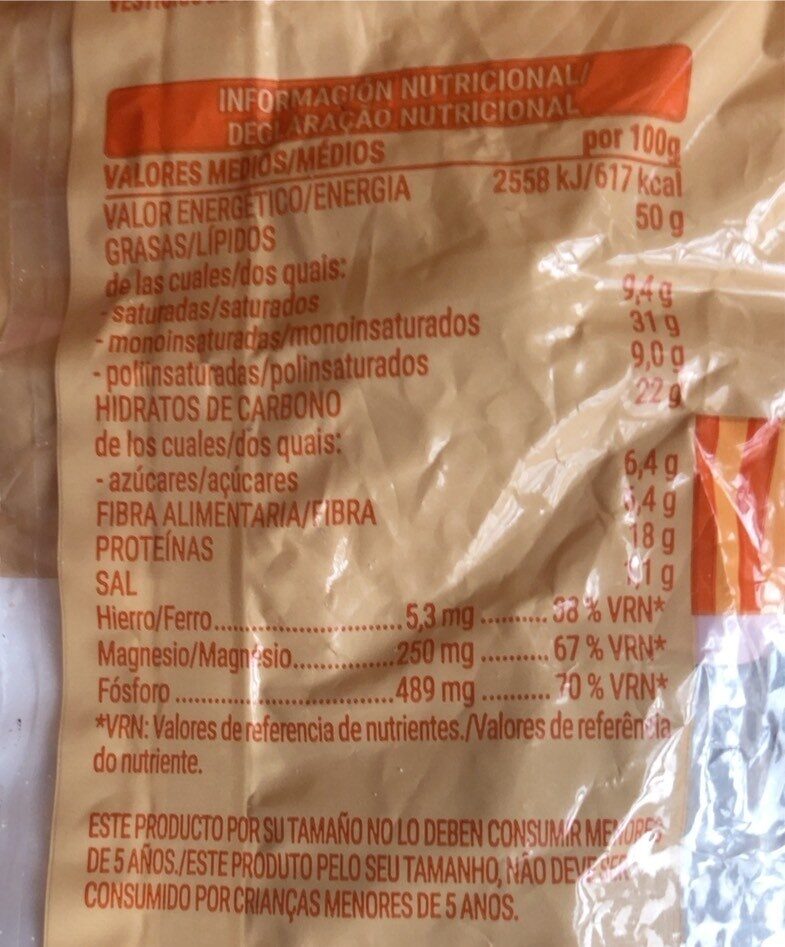 INFORMACIÓN NUTRICIONAL/
DECLARAÇÃO NUTRICIONAL
VALORES MEDIOS/MÉDIOS por 100g
VALOR ENERGÉTICO/ENERGIA 2558 kJ/617 kcal
GRASAS/LÍPIDOS 50 g
de las cuales/dos quais:
- saturadas/saturados 9,4 g
- monoinsaturadas/monoinsaturados 31 g
- poliinsaturadas/polinsaturados 9,0 g
HIDRATOS DE CARBONO 22 g
de los cuales/dos quais:
- azúcares/açúcares 6,4 g
FIBRA ALIMENTARIA/FIBRA
PROTEÍNAS 18 g
SAL
Hierro/Ferro..................5,3 mg .......... 38 % VRN*
Magnesio/Magnésio..............250 mg .......... 67 % VRN*
Fósforo ..............................489 mg .......... 70 % VRN*
*VRN: Valores de referencia de nutrientes./Valores de referência
do nutriente.
ESTE PRODUCTO POR SU TAMAÑO NO LO DEBEN CONSUMIR MENORES
DE 5 AÑOS./ESTE PRODUTO PELO SEU TAMANHO, NÃO DEVE SER
CONSUMIDO POR CRIANÇAS MENORES DE 5 ANOS.